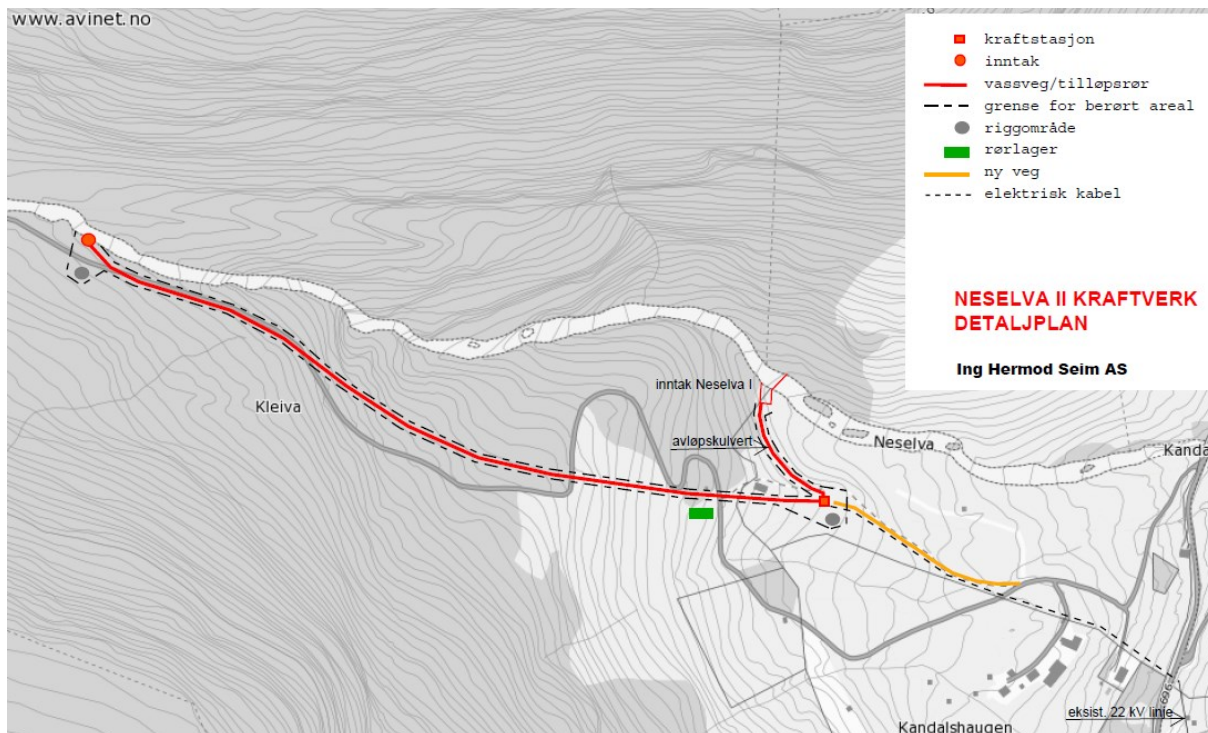 www.avinet.no
kraftstasjon
inntak
vassveg/tilløpsrør
grense for berørt areal
riggområde
rørlager
ny veg
elektrisk kabel
NESELVA II KRAFTVERK
DETALJPLAN
Ing Hermod Seim AS
inntak Neselva I
Kleiva
avløpskulvert
Neselva
Kanda
eksist. 22 kV linje
Kandalshaugen